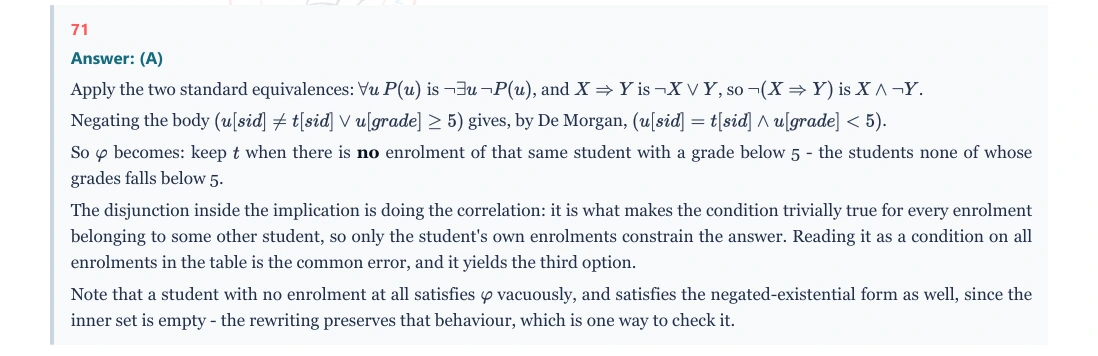 71
Answer: (A)
Apply the two standard equivalences: ∀u P(u) is ¬∃u ¬P(u), and X ⇒ Y is ¬X ∨ Y, so ¬(X ⇒ Y) is X ∧ ¬Y.
Negating the body (u[sid] ≠ t[sid] ∨ u[grade] ≥ 5) gives, by De Morgan, (u[sid] = t[sid] ∧ u[grade] < 5).
So φ becomes: keep t when there is no enrolment of that same student with a grade below 5 - the students none of whose
grades falls below 5.
The disjunction inside the implication is doing the correlation: it is what makes the condition trivially true for every enrolment
belonging to some other student, so only the student's own enrolments constrain the answer. Reading it as a condition on all
enrolments in the table is the common error, and it yields the third option.
Note that a student with no enrolment at all satisfies φ vacuously, and satisfies the negated-existential form as well, since the
inner set is empty - the rewriting preserves that behaviour, which is one way to check it.